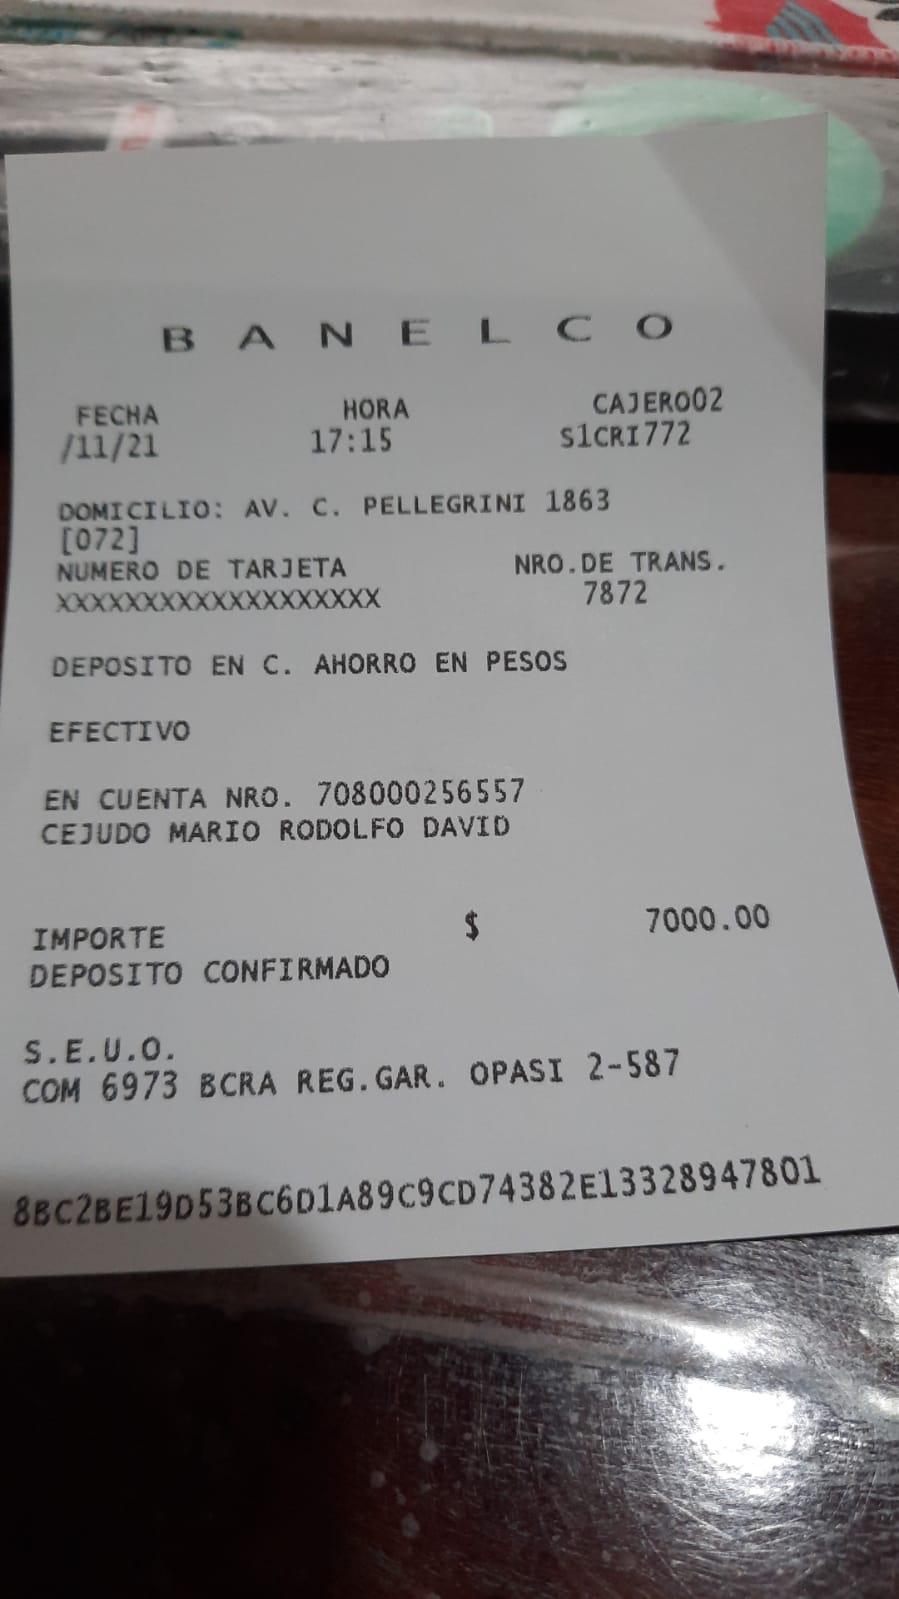 B A N E L C O
FECHA HORA CAJERO02
/11/21 17:15 S1CRI772
DOMICILIO: AV. C. PELLEGRINI 1863
[072]
NUMERO DE TARJETA NRO.DE TRANS.
XXXXXXXXXXXXXXXXXXX 7872
DEPOSITO EN C. AHORRO EN PESOS
EFECTIVO
EN CUENTA NRO. 708000256557
CEJUDO MARIO RODOLFO DAVID
IMPORTE $ 7000.00
DEPOSITO CONFIRMADO
S.E.U.O.
COM 6973 BCRA REG.GAR. OPASI 2-587
8BC2BE19D53BC6D1A89C9CD74382E13328947801